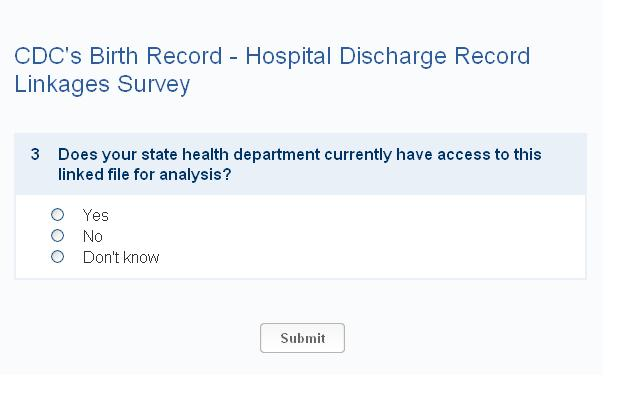 CDC's Birth Record - Hospital Discharge Record
Linkages Survey
3 Does your state health department currently have access to this
linked file for analysis?
Yes
No
Don't know
Submit